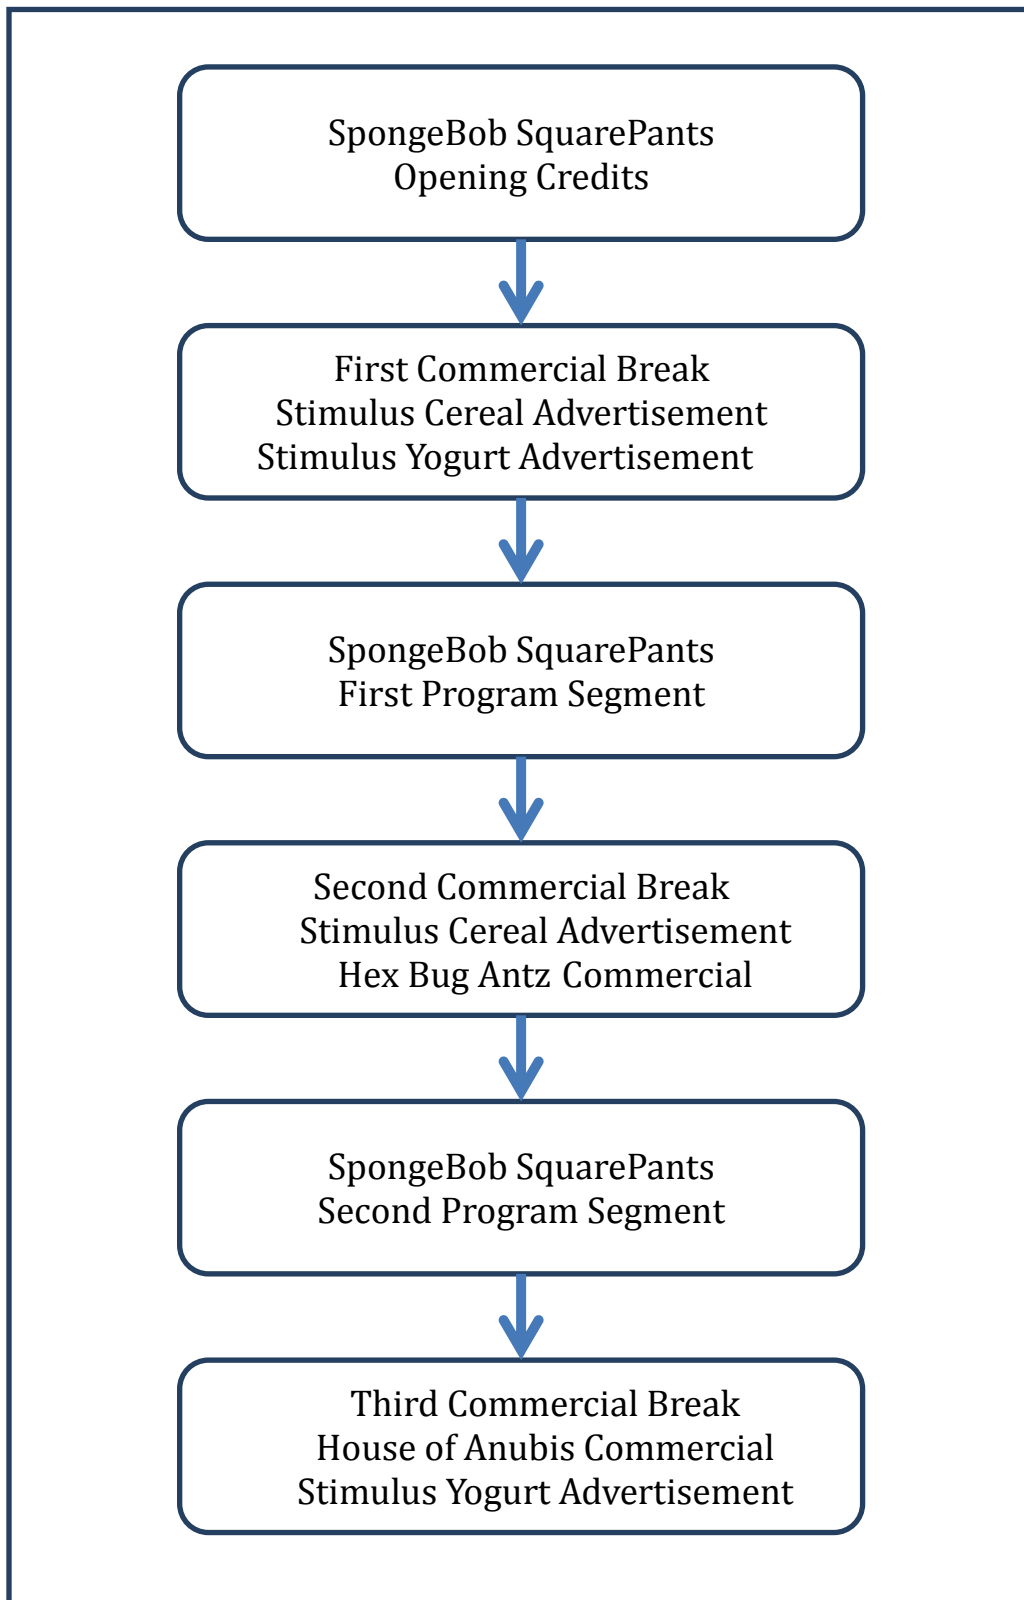 SpongeBob SquarePants
Opening Credits
First Commercial Break
Stimulus Cereal Advertisement
Stimulus Yogurt Advertisement
SpongeBob SquarePants
First Program Segment
Second Commercial Break
Stimulus Cereal Advertisement
Hex Bug Antz Commercial
SpongeBob SquarePants
Second Program Segment
Third Commercial Break
House of Anubis Commercial
Stimulus Yogurt Advertisement